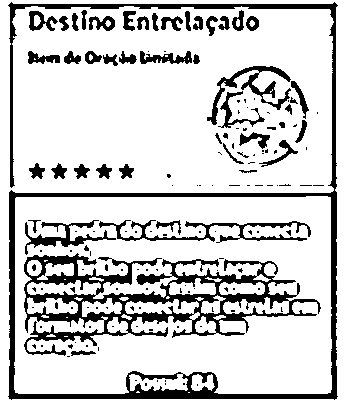 Destino Entrelaçado
Item de Oração Limitada
Uma pedra do destino que conecta
sonhos.
O seu brilho pode entrelaçar e
conectar sonhos, assim como seu
brilho pode conectar as estrelas em
formatos de desejos de um
coração.
Possui: 84